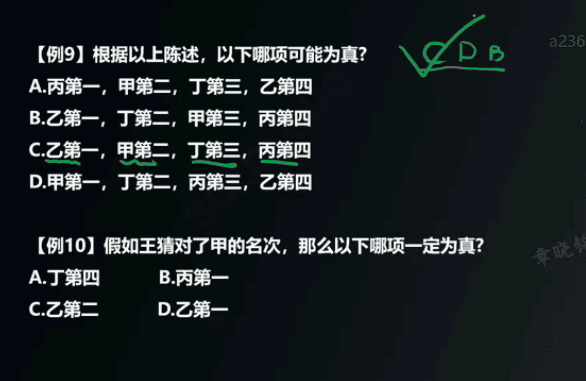 【例9】根据以上陈述，以下哪项可能为真?
C D B
a236
A.丙第一，甲第二，丁第三，乙第四
B.乙第一，丁第二，甲第三，丙第四
C.乙第一，甲第二，丁第三，丙第四
D.甲第一，丁第二，丙第三，乙第四
【例10】假如王猜对了甲的名次，那么以下哪项一定为真?
章晓铭
A.丁第四 B.丙第一
C.乙第二 D.乙第一